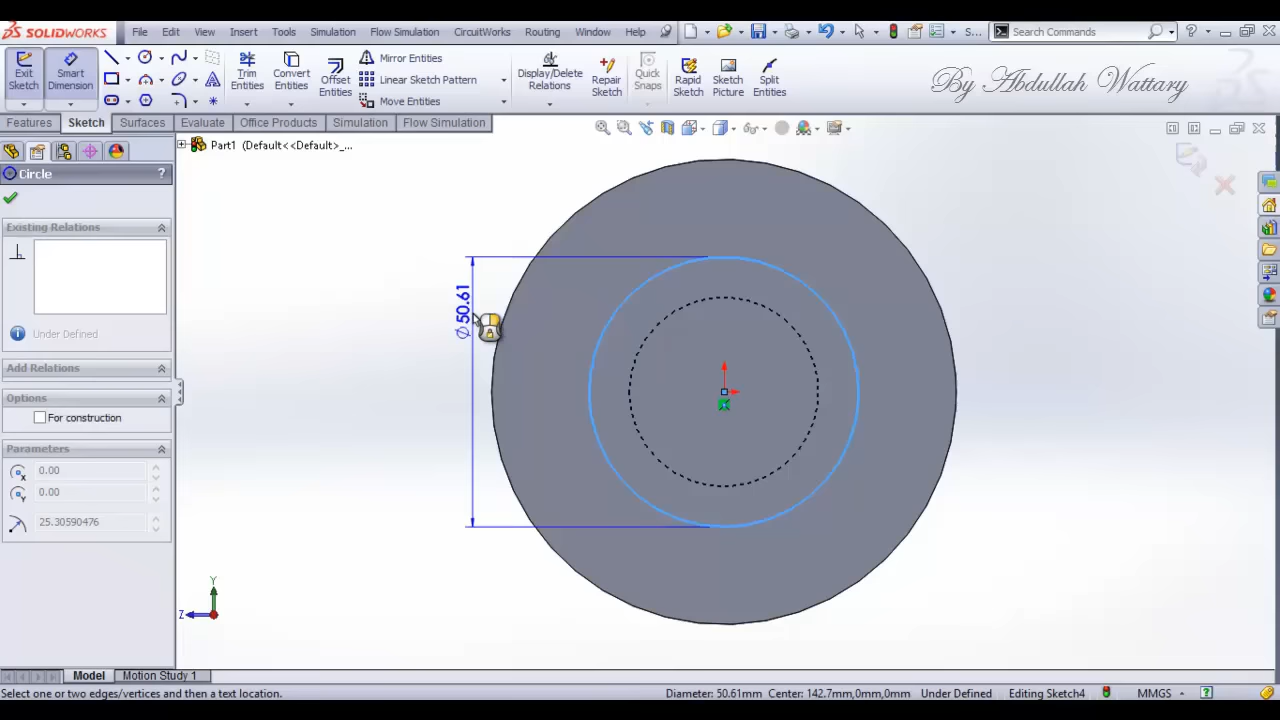 SOLIDWORKS File Edit View Insert Tools Simulation Flow Simulation CircuitWorks Routing Window Help S... Search Commands
Exit Sketch
Smart Dimension
Trim Entities
Convert Entities
Offset Entities
Mirror Entities
Linear Sketch Pattern
Move Entities
Display/Delete Relations
Repair Sketch
Quick Snaps
Rapid Sketch
Sketch Picture
Split Entities
By Abdullah Wattary
Features Sketch Surfaces Evaluate Office Products Simulation Flow Simulation
Part1 (Default<<Default>_...
Circle ?
Existing Relations
Under Defined
Add Relations
Options
For construction
Parameters
0.00
0.00
25.30590476
Ø50.61
Y
Z
Model Motion Study 1
Select one or two edges/vertices and then a text location. Diameter: 50.61mm Center: 142.7mm,0mm,0mm Under Defined Editing Sketch4 MMGS